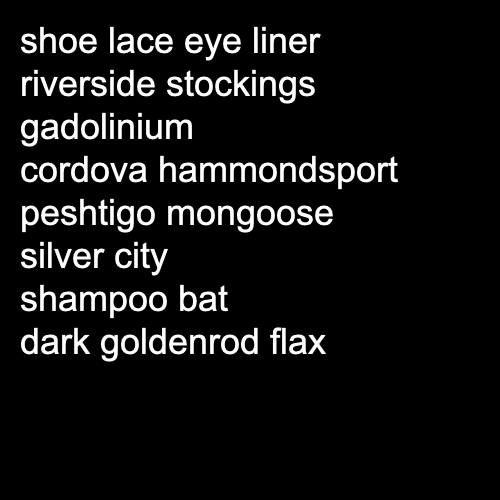 shoe lace eye liner
riverside stockings
gadolinium
cordova hammondsport
peshtigo mongoose
silver city
shampoo bat
dark goldenrod flax